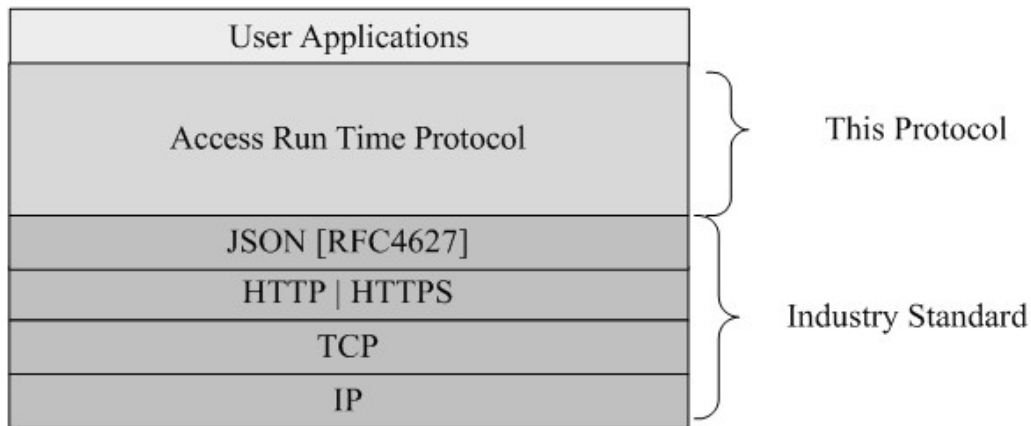 User Applications
Access Run Time Protocol
This Protocol
JSON [RFC4627]
HTTP | HTTPS
TCP
IP
Industry Standard